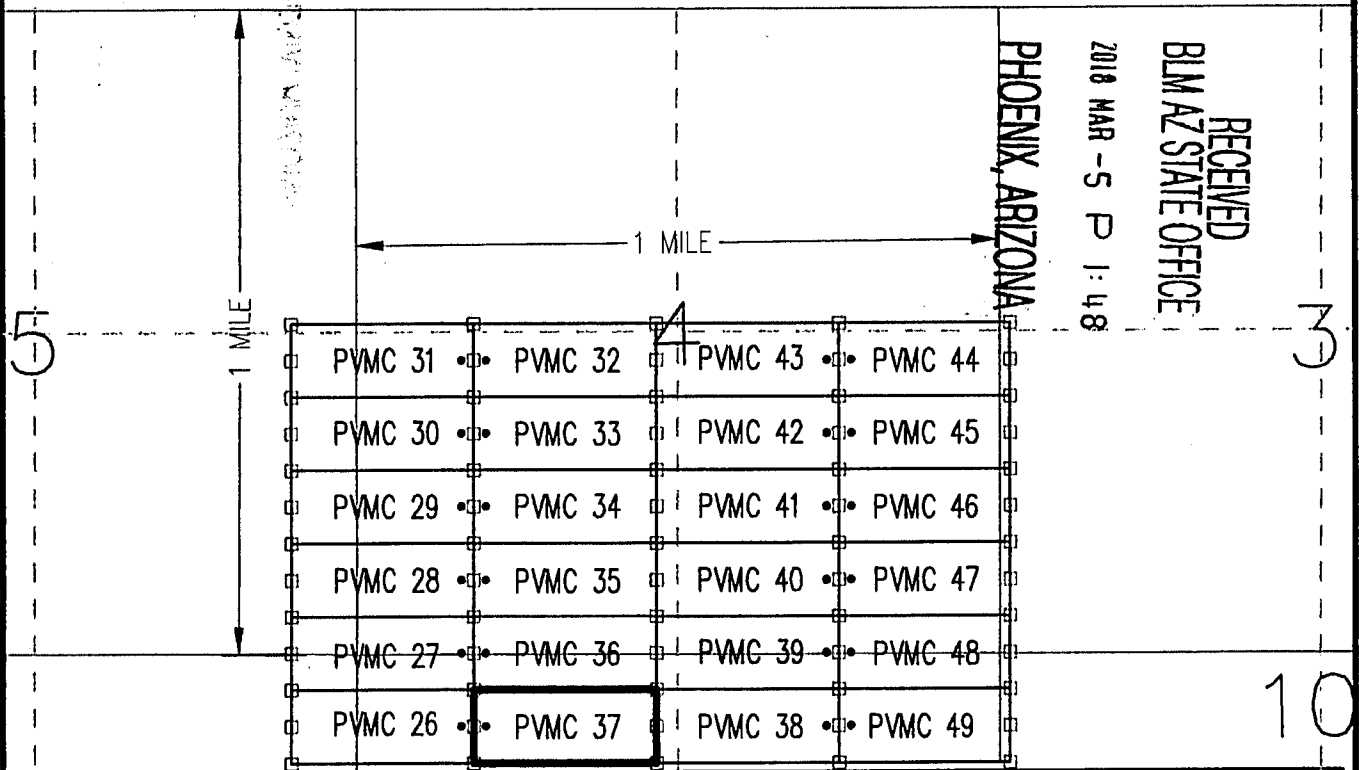 RECEIVED
BLM AZ STATE OFFICE
2018 MAR -5 P 1:48
PHOENIX, ARIZONA
1 MILE
1 MILE
5
4
3
PVMC 31 PVMC 32 PVMC 43 PVMC 44
PVMC 30 PVMC 33 PVMC 42 PVMC 45
PVMC 29 PVMC 34 PVMC 41 PVMC 46
PVMC 28 PVMC 35 PVMC 40 PVMC 47
PVMC 27 PVMC 36 PVMC 39 PVMC 48
PVMC 26 PVMC 37 PVMC 38 PVMC 49
10